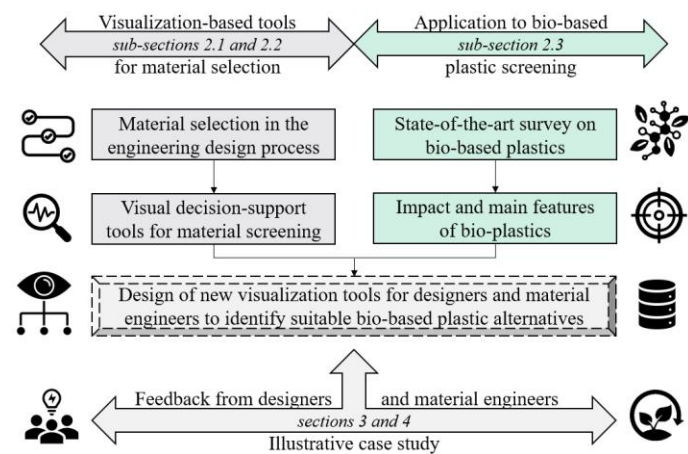 Visualization-based tools
sub-sections 2.1 and 2.2
for material selection
Application to bio-based
sub-section 2.3
plastic screening
Material selection in the
engineering design process
State-of-the-art survey on
bio-based plastics
Visual decision-support
tools for material screening
Impact and main features
of bio-plastics
Design of new visualization tools for designers and material
engineers to identify suitable bio-based plastic alternatives
Feedback from designers and material engineers
sections 3 and 4
Illustrative case study